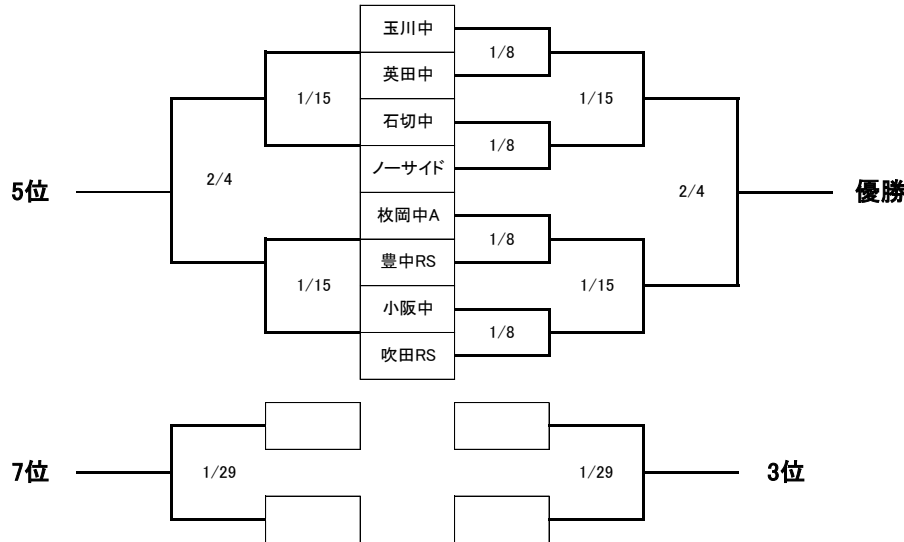 玉川中
1/8
英田中
1/15
1/15
石切中
1/8
ノーサイド
2/4
5位
2/4
優勝
枚岡中A
1/8
豊中RS
1/15
1/15
小阪中
1/8
吹田RS
7位
1/29
1/29
3位